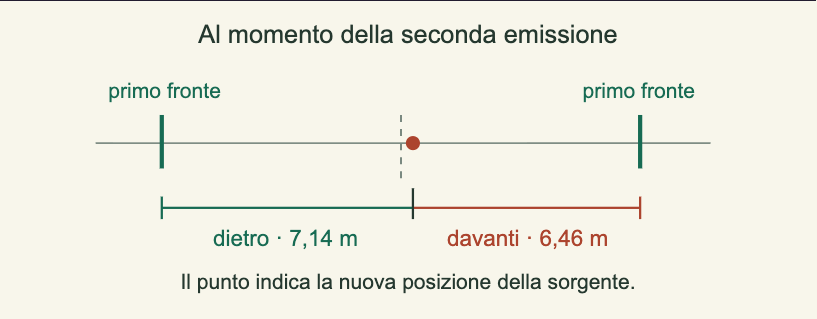 Al momento della seconda emissione
primo fronte
primo fronte
dietro · 7,14 m
davanti · 6,46 m
Il punto indica la nuova posizione della sorgente.